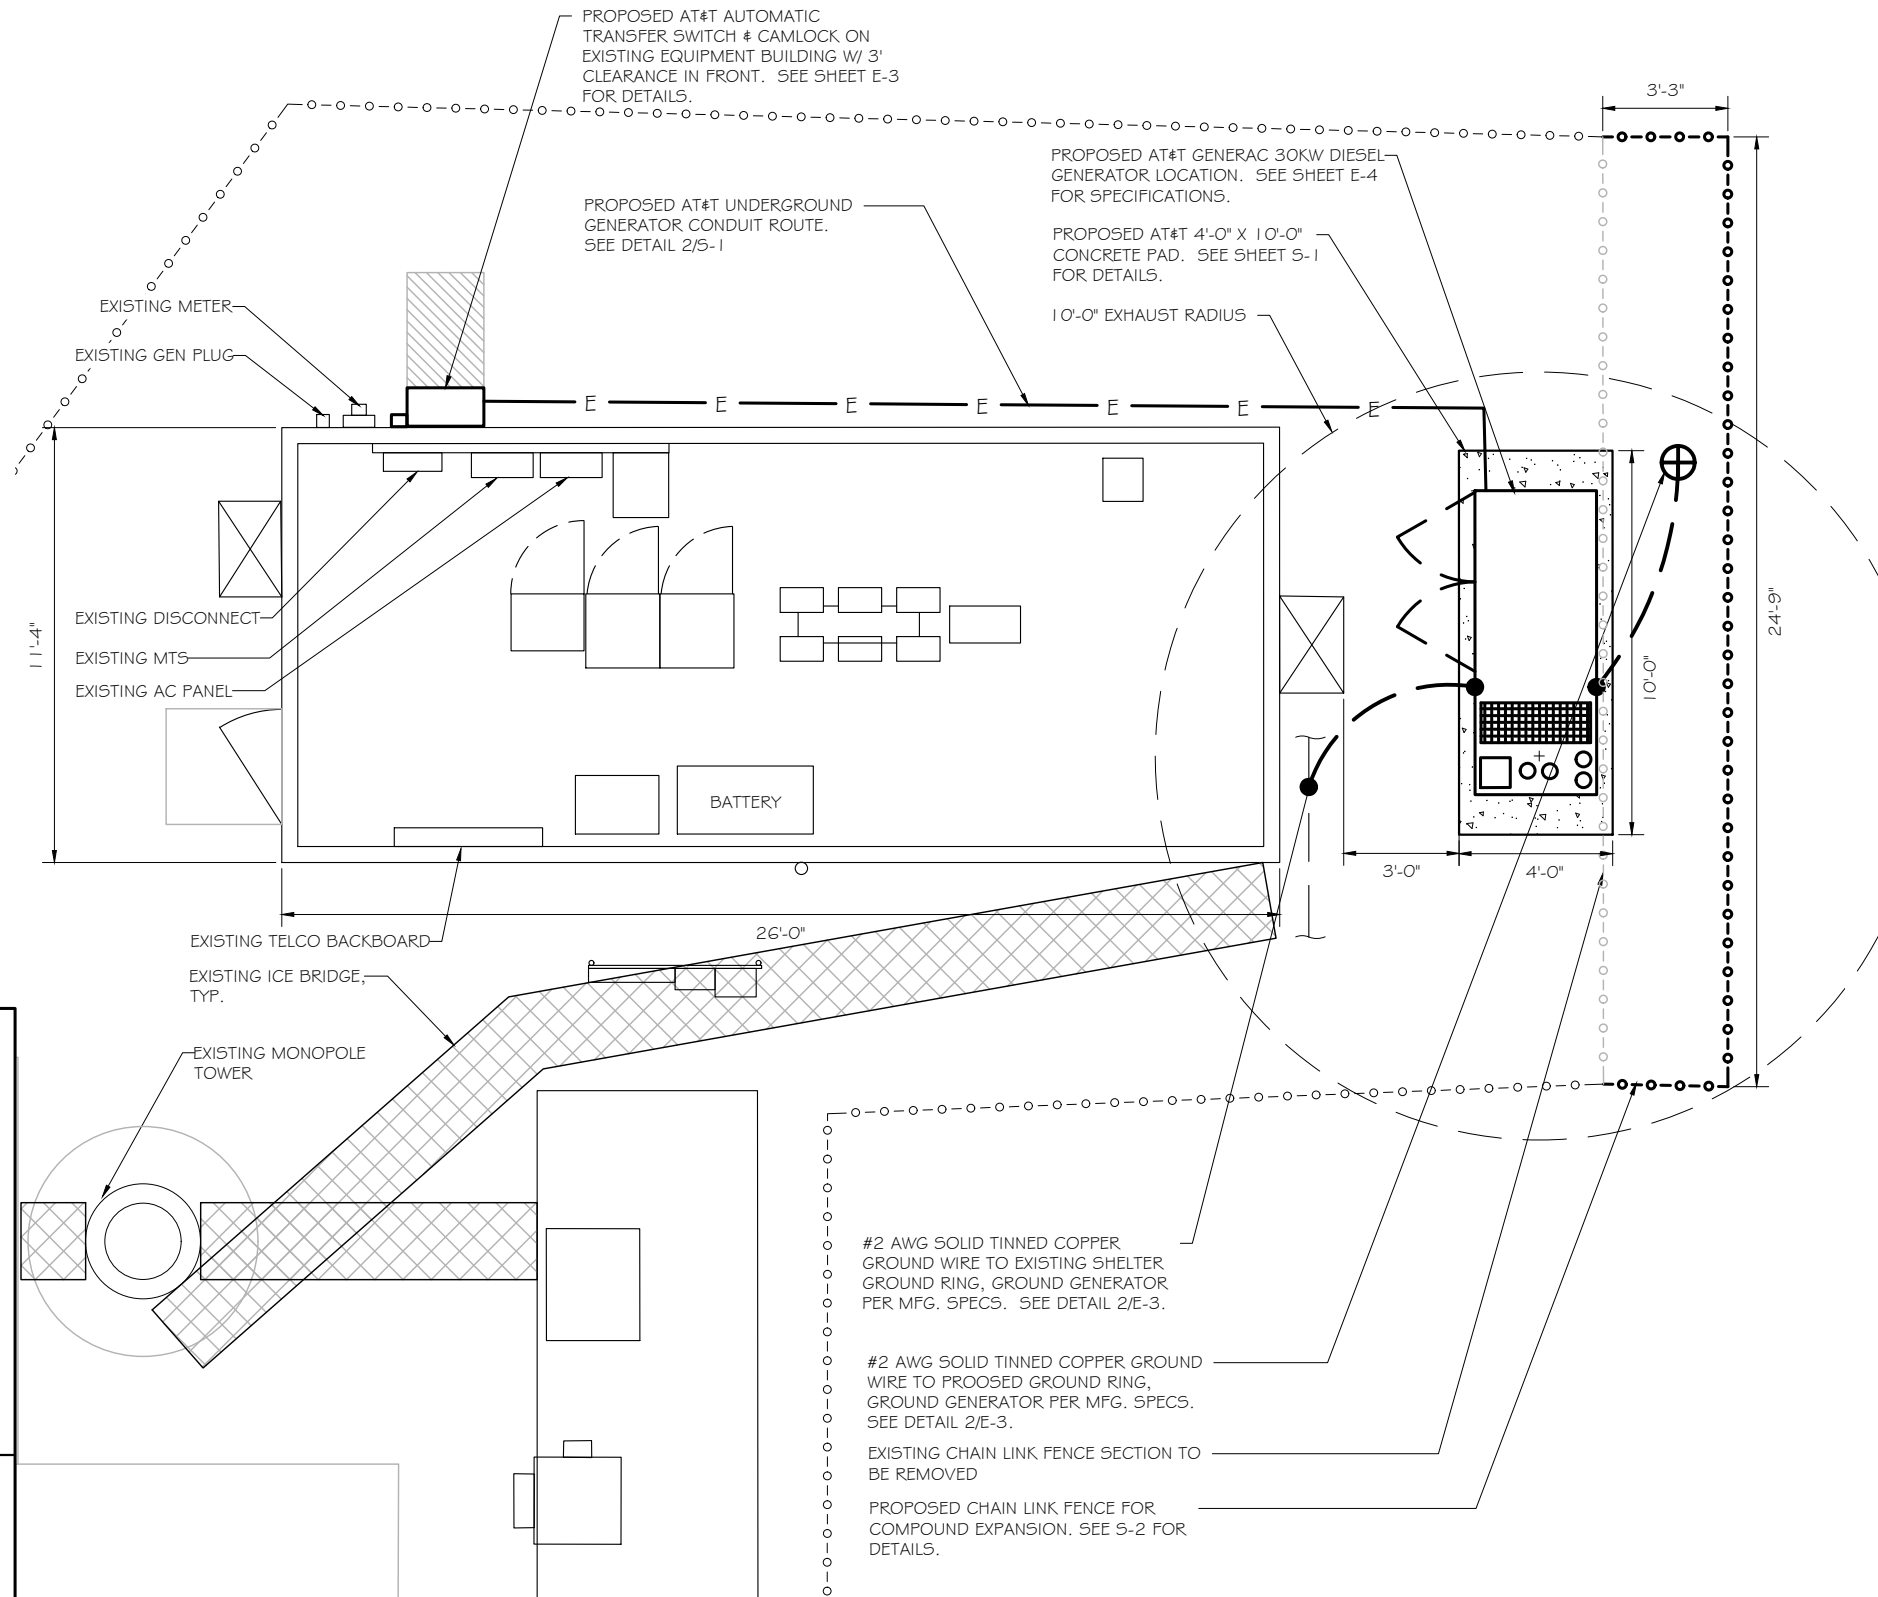 PROPOSED AT&T AUTOMATIC
TRANSFER SWITCH & CAMLOCK ON
EXISTING EQUIPMENT BUILDING W/ 3'
CLEARANCE IN FRONT. SEE SHEET E-3
FOR DETAILS.
3'-3"
PROPOSED AT&T GENERAC 30KW DIESEL
GENERATOR LOCATION. SEE SHEET E-4
FOR SPECIFICATIONS.
PROPOSED AT&T UNDERGROUND
GENERATOR CONDUIT ROUTE.
SEE DETAIL 2/S-1
PROPOSED AT&T 4'-0" X 10'-0"
CONCRETE PAD. SEE SHEET S-1
FOR DETAILS.
10'-0" EXHAUST RADIUS
EXISTING METER
EXISTING GEN PLUG
E E E E E E E
EXISTING DISCONNECT
EXISTING MTS
EXISTING AC PANEL
11'-4"
24'-9"
10'-0"
BATTERY
3'-0"
4'-0"
26'-0"
EXISTING TELCO BACKBOARD
EXISTING ICE BRIDGE,
TYP.
EXISTING MONOPOLE
TOWER
#2 AWG SOLID TINNED COPPER
GROUND WIRE TO EXISTING SHELTER
GROUND RING, GROUND GENERATOR
PER MFG. SPECS. SEE DETAIL 2/E-3.
#2 AWG SOLID TINNED COPPER GROUND
WIRE TO PROOSED GROUND RING,
GROUND GENERATOR PER MFG. SPECS.
SEE DETAIL 2/E-3.
EXISTING CHAIN LINK FENCE SECTION TO
BE REMOVED
PROPOSED CHAIN LINK FENCE FOR
COMPOUND EXPANSION. SEE S-2 FOR
DETAILS.